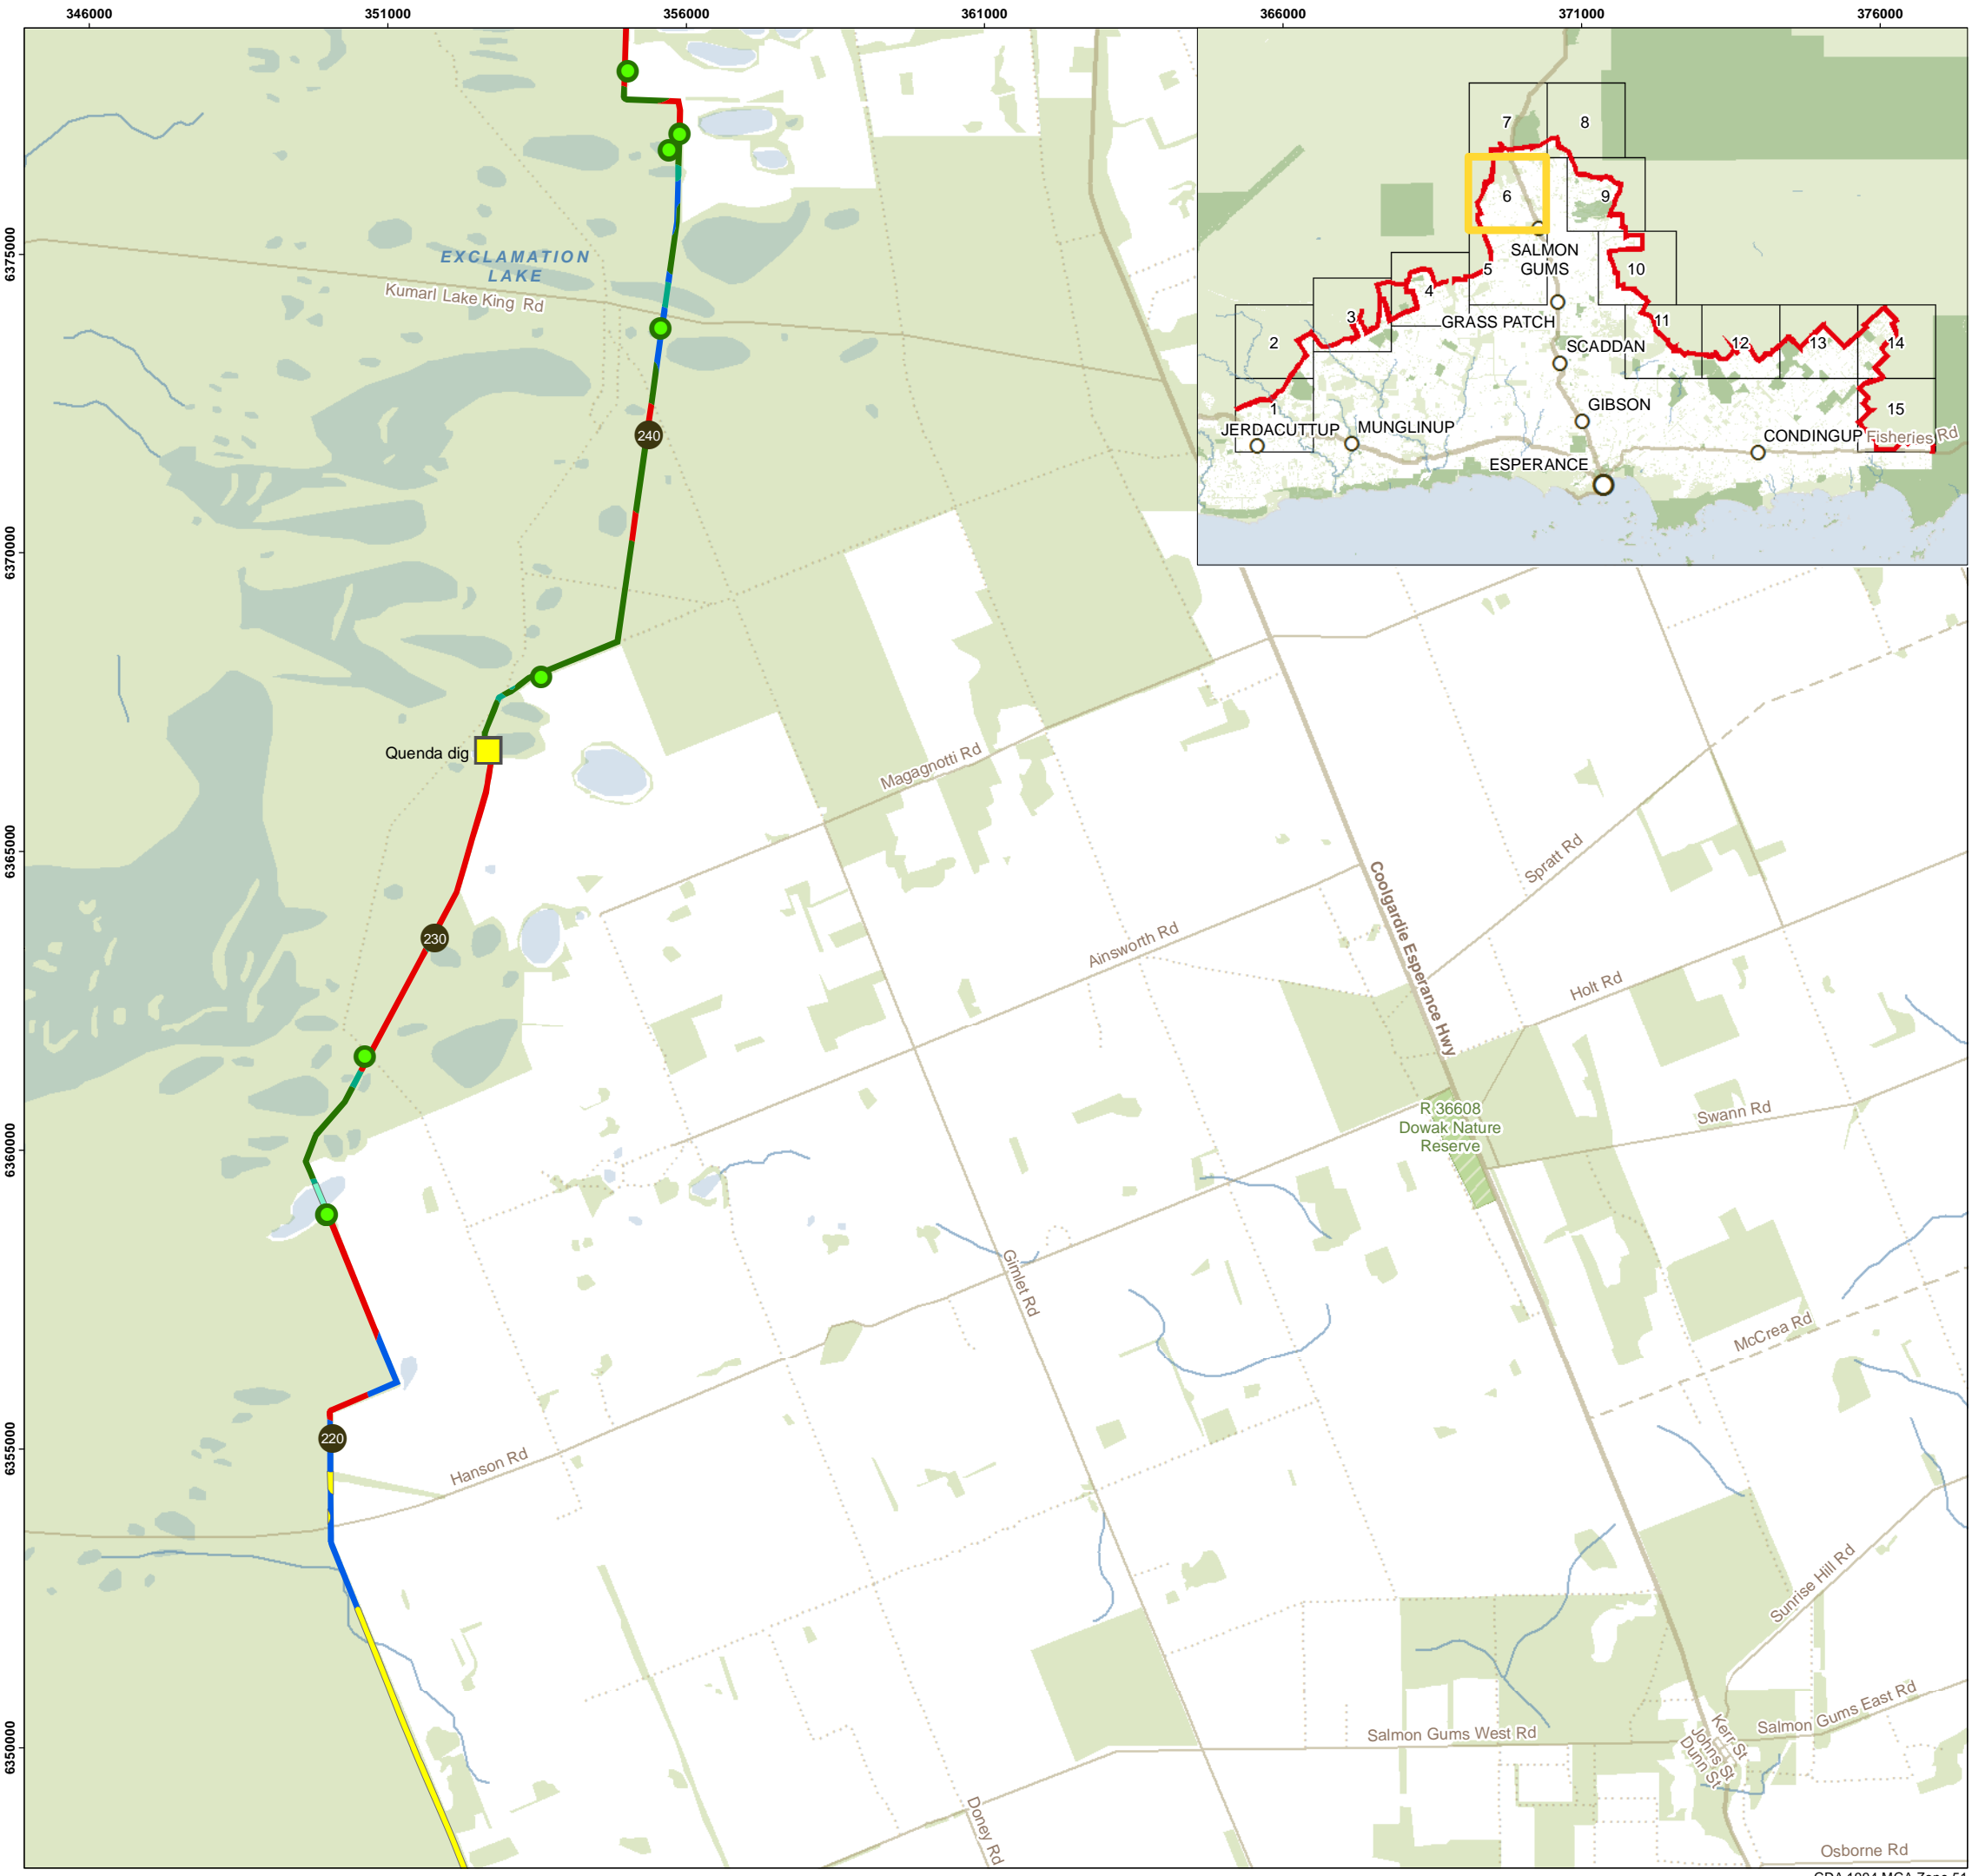 346000
351000
356000
361000
366000
371000
376000
6375000
6370000
6365000
6360000
6355000
6350000
EXCLAMATION
LAKE
Kumarl Lake King Rd
240
Quenda dig
230
220
Magagnotti Rd
Ainsworth Rd
Coolgardie Esperance Hwy
Spratt Rd
Holt Rd
Swann Rd
R 36608
Dowak Nature
Reserve
Gimlet Rd
McCrea Rd
Hanson Rd
Sunrise Hill Rd
Salmon Gums West Rd
Salmon Gums East Rd
Kerr St
Johns St
Dunn St
Doney Rd
Osborne Rd
7
8
6
9
SALMON
GUMS
5
10
4
3
GRASS PATCH
11
2
SCADDAN
12
13
14
1
GIBSON
15
JERDACUTTUP
MUNGLINUP
CONDINGUP
Fisheries Rd
ESPERANCE